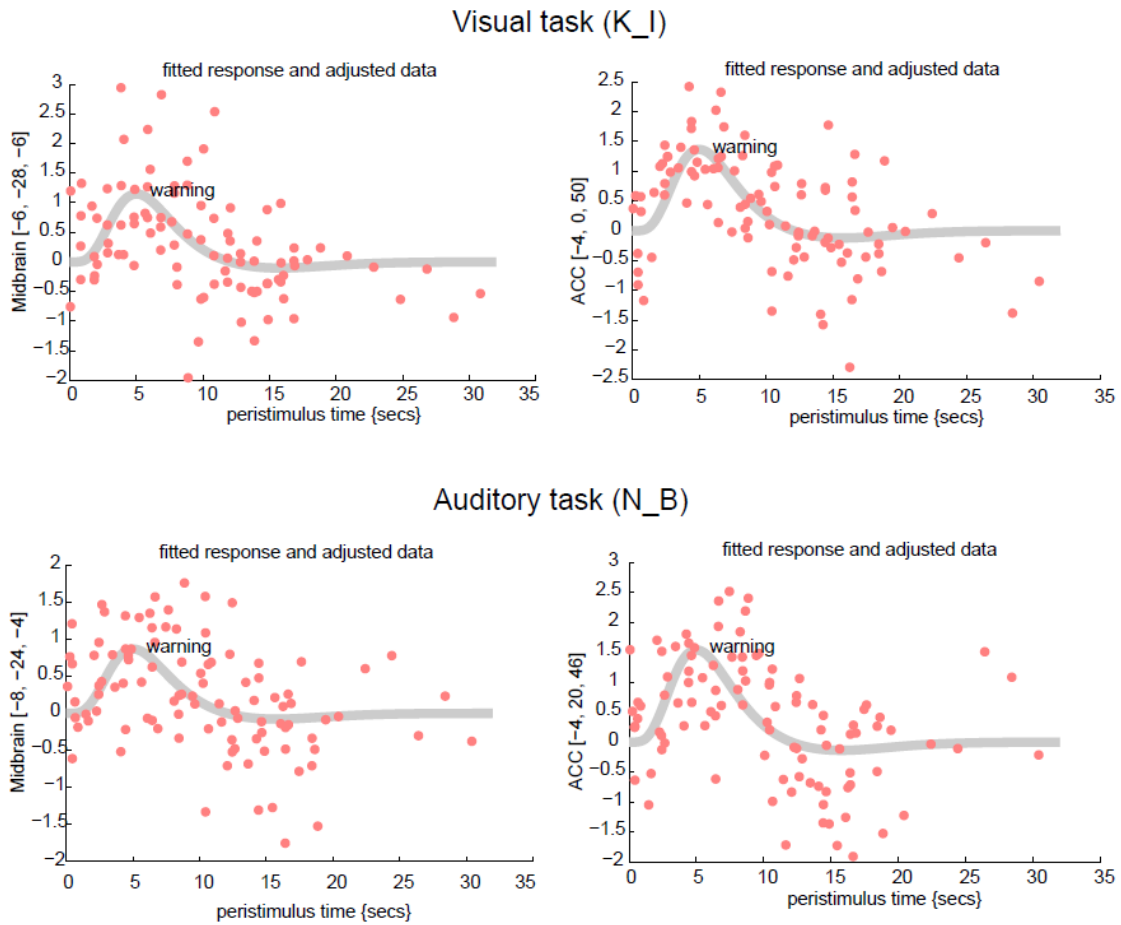 Visual task (K_I)
fitted response and adjusted data
Midbrain [−6, −28, −6]
3
2.5
2
1.5
1
0.5
0
−0.5
−1
−1.5
−2
warning
0 5 10 15 20 25 30 35
peristimulus time {secs}
fitted response and adjusted data
ACC [−4, 0, 50]
2.5
2
1.5
1
0.5
0
−0.5
−1
−1.5
−2
−2.5
warning
0 5 10 15 20 25 30 35
peristimulus time {secs}
Auditory task (N_B)
fitted response and adjusted data
Midbrain [−8, −24, −4]
2
1.5
1
0.5
0
−0.5
−1
−1.5
−2
warning
0 5 10 15 20 25 30 35
peristimulus time {secs}
fitted response and adjusted data
ACC [−4, 20, 46]
3
2.5
2
1.5
1
0.5
0
−0.5
−1
−1.5
−2
warning
0 5 10 15 20 25 30 35
peristimulus time {secs}